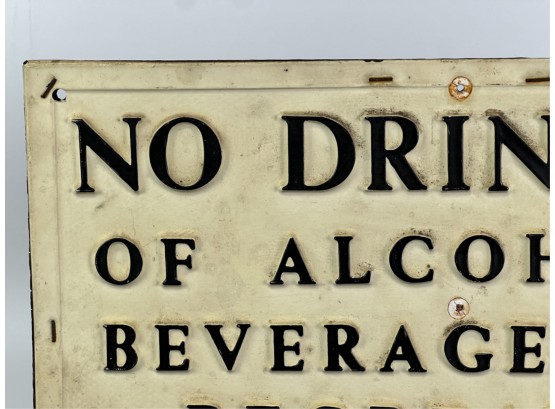 NO DRIN
OF ALCOH
BEVERAGE